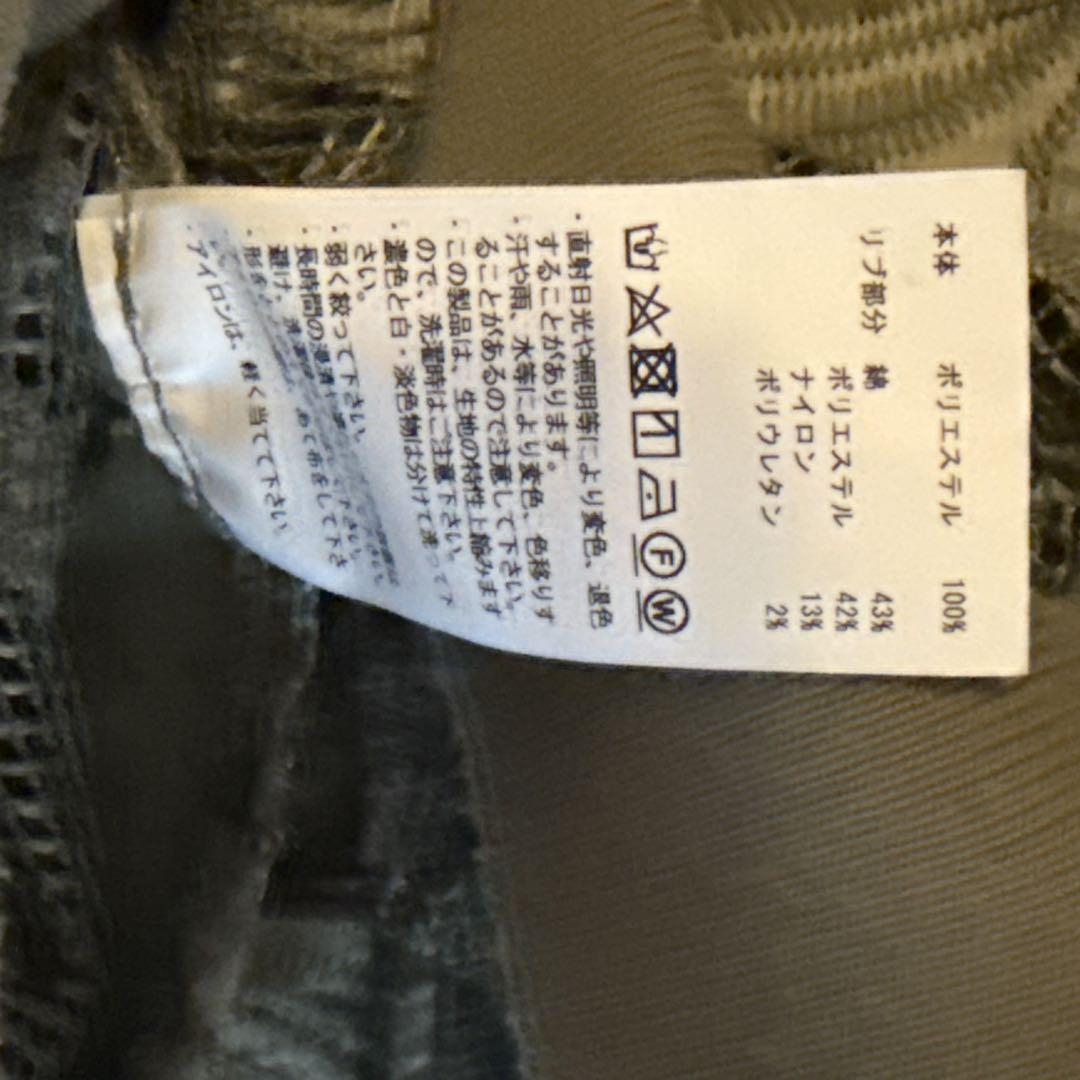 本体 ポリエステル 100%
リブ部分 綿 43%
ポリエステル 42%
ナイロン 13%
ポリウレタン 2%
F W
・直射日光や照明等により変色、退色
することがあります。
・汗や雨、水等により変色、色移りす
ることがあるので注意して下さい。
・この製品は、生地の特性上縮みます
ので、洗濯時はご注意下さい。
・濃色と白・淡色物は分けて洗って下
さい。
・弱く絞って下さい。
・長時間の浸漬は
避け、
・形を
・アイロンは、軽く当てて下さい